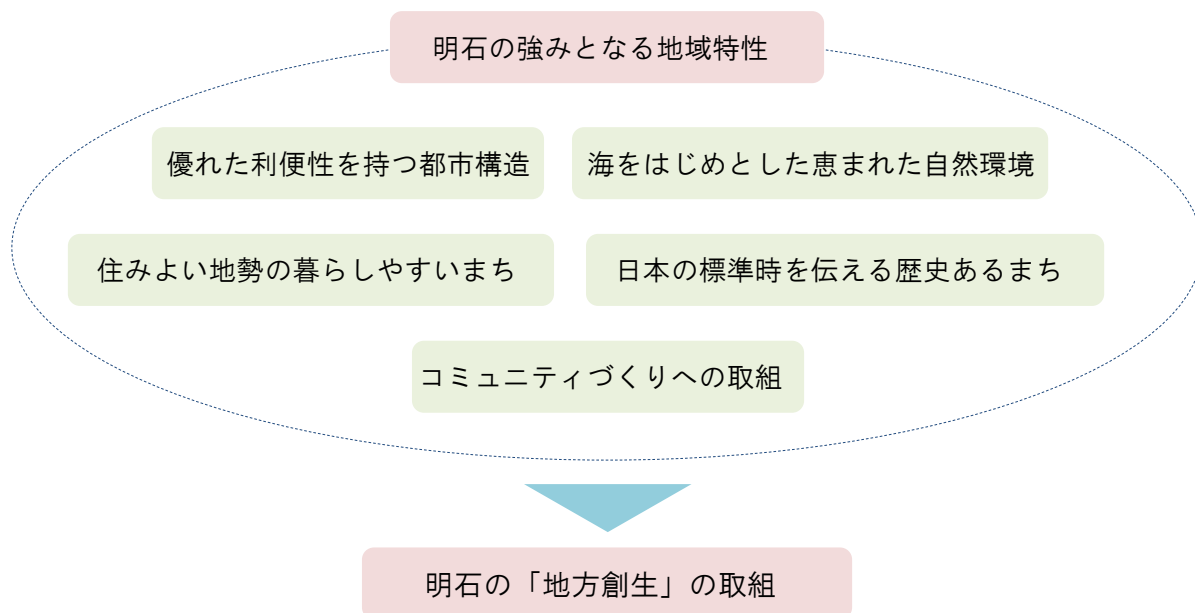 明石の強みとなる地域特性
優れた利便性を持つ都市構造
海をはじめとした恵まれた自然環境
住みよい地勢の暮らしやすいまち
日本の標準時を伝える歴史あるまち
コミュニティづくりへの取組
明石の「地方創生」の取組